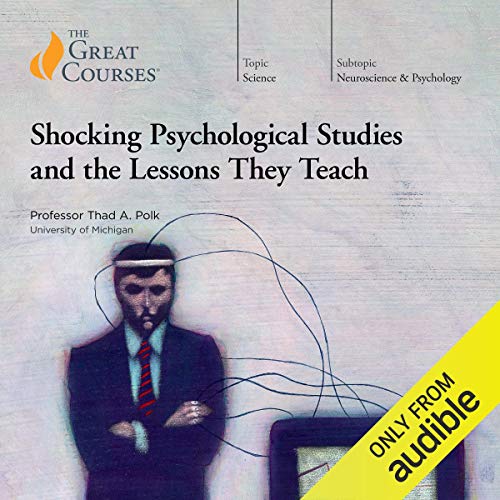 THE
GREAT
COURSES®
Topic
Science
Subtopic
Neuroscience & Psychology
Shocking Psychological Studies
and the Lessons They Teach
Professor Thad A. Polk
University of Michigan
ONLY FROM
audible